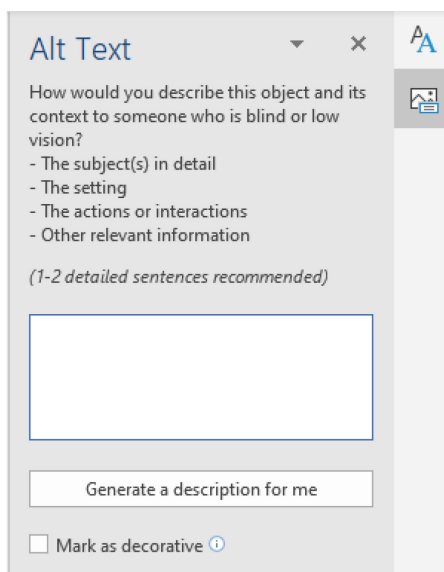 Alt Text
How would you describe this object and its
context to someone who is blind or low
vision?
- The subject(s) in detail
- The setting
- The actions or interactions
- Other relevant information
(1-2 detailed sentences recommended)
Generate a description for me
Mark as decorative